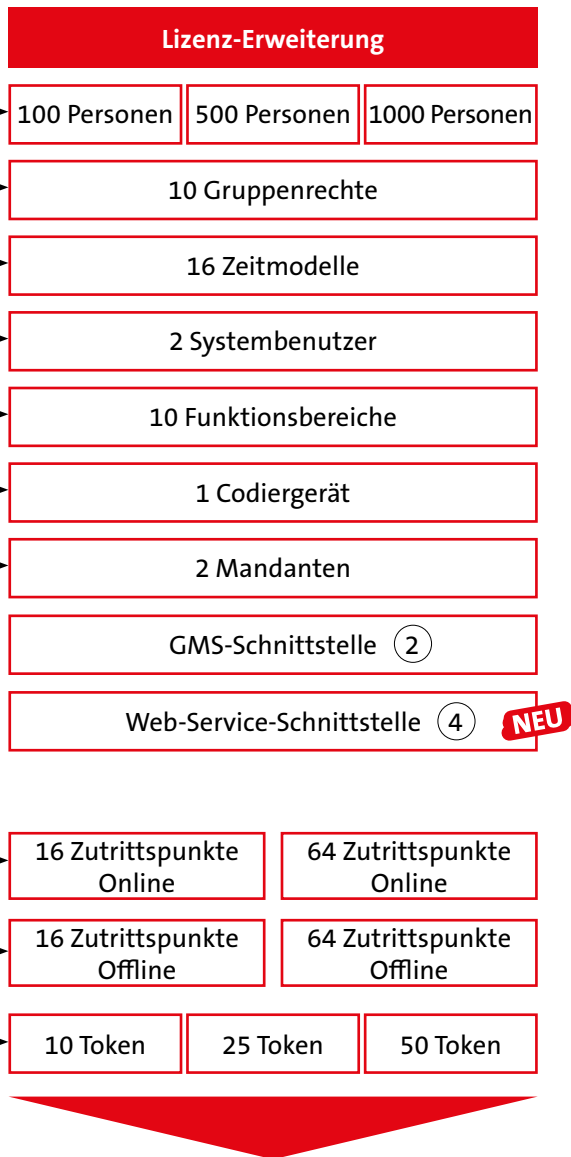 Lizenz-Erweiterung
100 Personen 500 Personen 1000 Personen
10 Gruppenrechte
16 Zeitmodelle
2 Systembenutzer
10 Funktionsbereiche
1 Codiergerät
2 Mandanten
GMS-Schnittstelle 2
Web-Service-Schnittstelle 4 NEU
16 Zutrittspunkte
Online
64 Zutrittspunkte
Online
16 Zutrittspunkte
Offline
64 Zutrittspunkte
Offline
10 Token 25 Token 50 Token